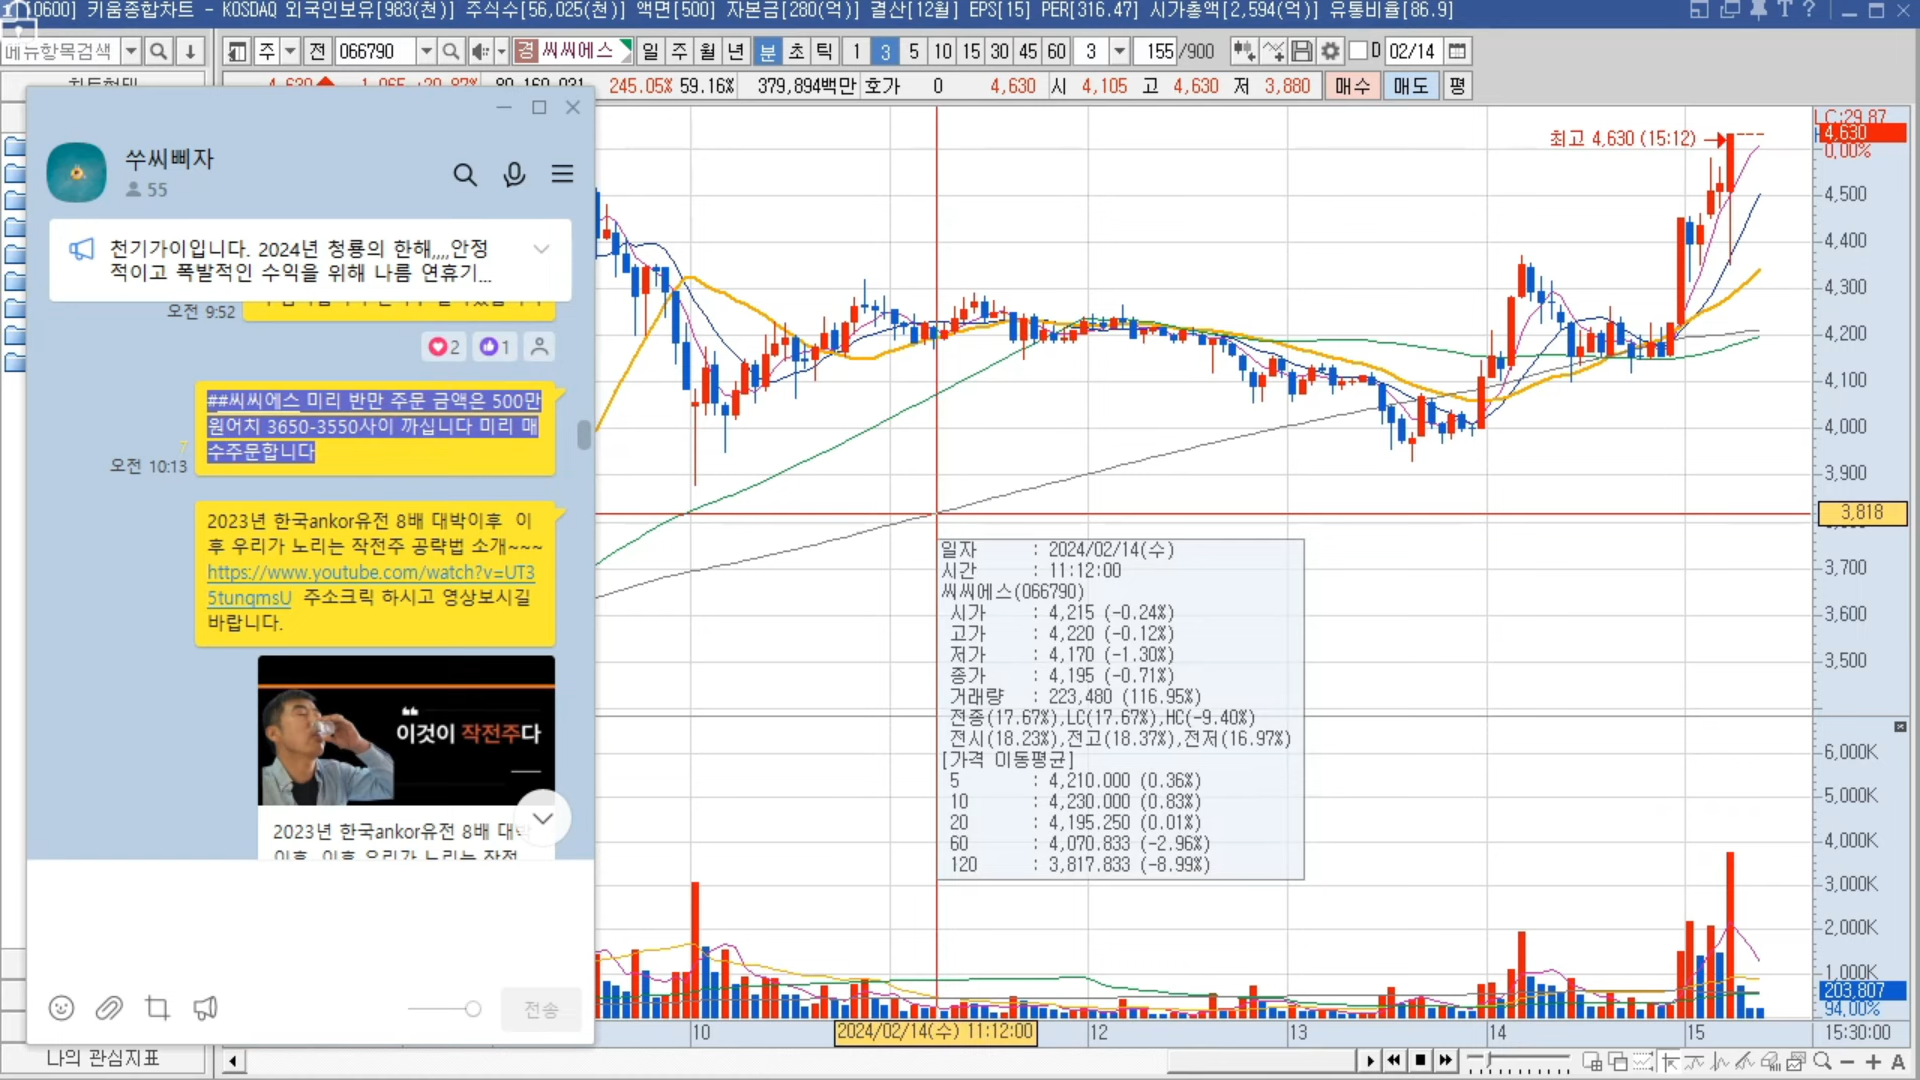 0600] 키움종합차트 - KOSDAQ 외국인보유[983(천)] 주식수[56,025(천)] 액면[500] 자본금[280(억)] 결산[12월] EPS[15] PER[316.47] 시가총액[2,594(억)] 유통비율[86.9]
메뉴항목검색 주 전 066790 경 씨씨에스 일 주 월 년 분 초 틱 1 3 5 10 15 30 45 60 3 155 /900 D 02/14
245.05% 59.16% 379,894백만 호가 0 4,630 시 4,105 고 4,630 저 3,880 매수 매도 평
쑤씨삐자
55
천기가이입니다. 2024년 청룡의 한해,,,,안정
적이고 폭발적인 수익을 위해 나름 연휴기...
오전 9:52
2 1
##씨씨에스 미리 반만 주문 금액은 500만
원어치 3650-3550사이 까십니다 미리 매
수주문합니다
7
오전 10:13
2023년 한국ankor유전 8배 대박이후 이
후 우리가 노리는 작전주 공략법 소개~~~
https://www.youtube.com/watch?v=UT3
5tunqmsU 주소크릭 하시고 영상보시길
바랍니다.
❝ 이것이 작전주다
2023년 한국ankor유전 8배 대박
전송
나의 관심지표
최고 4,630 (15:12)
LC:29.87
4,630
0.00%
4,500
4,400
4,300
4,200
4,100
4,000
3,900
3,818
3,700
3,600
3,500
일자 : 2024/02/14(수)
시간 : 11:12:00
씨씨에스(066790)
시가 : 4,215 (-0.24%)
고가 : 4,220 (-0.12%)
저가 : 4,170 (-1.30%)
종가 : 4,195 (-0.71%)
거래량 : 223,480 (116.95%)
전종(17.67%),LC(17.67%),HC(-9.40%)
전시(18.23%),전고(18.37%),전저(16.97%)
[가격 이동평균]
5 : 4,210.000 (0.36%)
10 : 4,230.000 (0.83%)
20 : 4,195.250 (0.01%)
60 : 4,070.833 (-2.96%)
120 : 3,817.833 (-8.99%)
6,000K
5,000K
4,000K
3,000K
2,000K
1,000K
203,807
94.00%
10 2024/02/14(수) 11:12:00 12 13 14 15 15:30:00
A